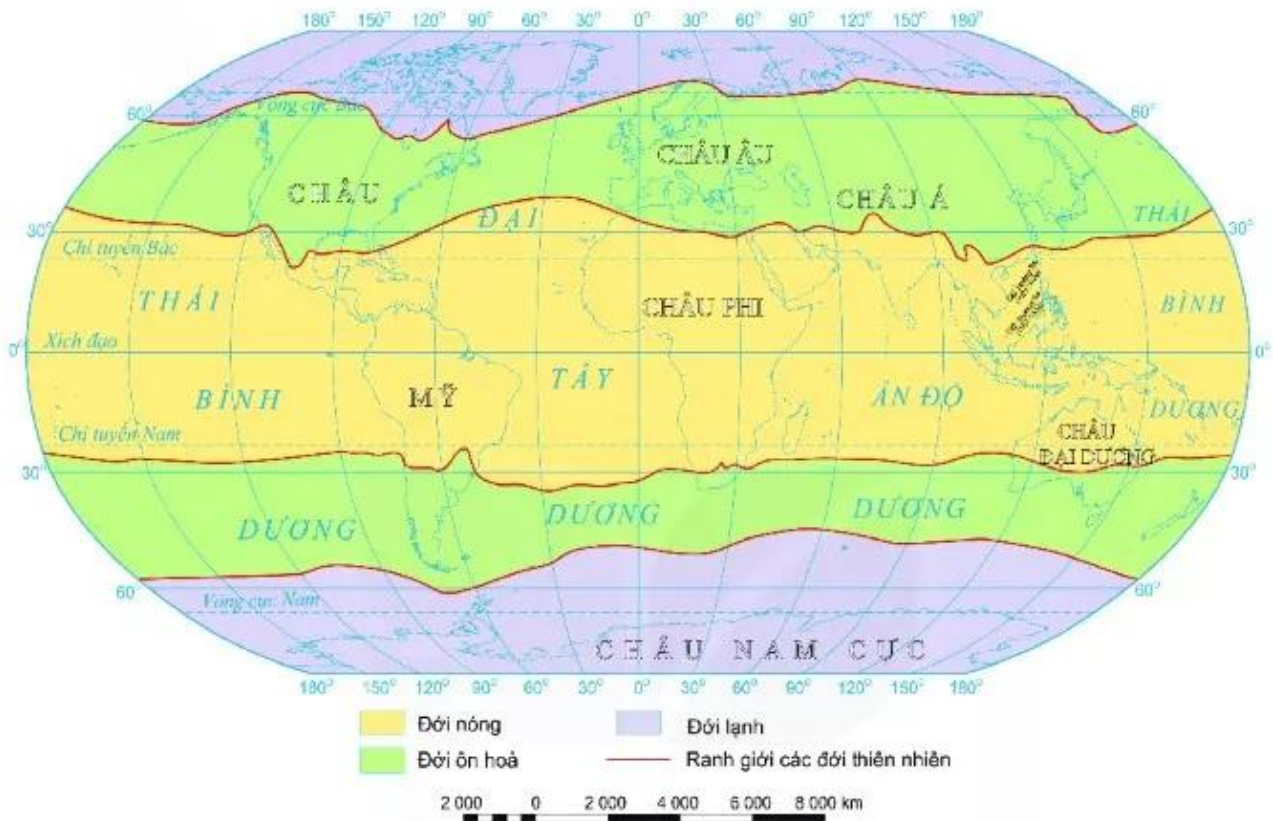 180° 150° 120° 90° 60° 30° 0° 30° 60° 90° 120° 150° 180°
60° Vòng cực Bắc 60°
CHÂU ÂU
CHÂU CHÂU Á
ĐẠI THÁI
30° 30°
Chí tuyến Bắc
THÁI CHÂU PHI BÌNH
Xích đạo
0° 0°
BÌNH MỸ TÂY ẤN ĐỘ DƯƠNG
Chí tuyến Nam CHÂU
ĐẠI DƯƠNG
30° 30°
DƯƠNG DƯƠNG DƯƠNG
60 60°
Vòng cực Nam
CHÂU NAM CỰC
180° 150° 120° 90° 60° 30° 0° 30° 60° 90° 120° 150° 180°
Đới nóng Đới lạnh
Đới ôn hoà Ranh giới các đới thiên nhiên
2 000 0 2 000 4 000 6 000 8 000 km